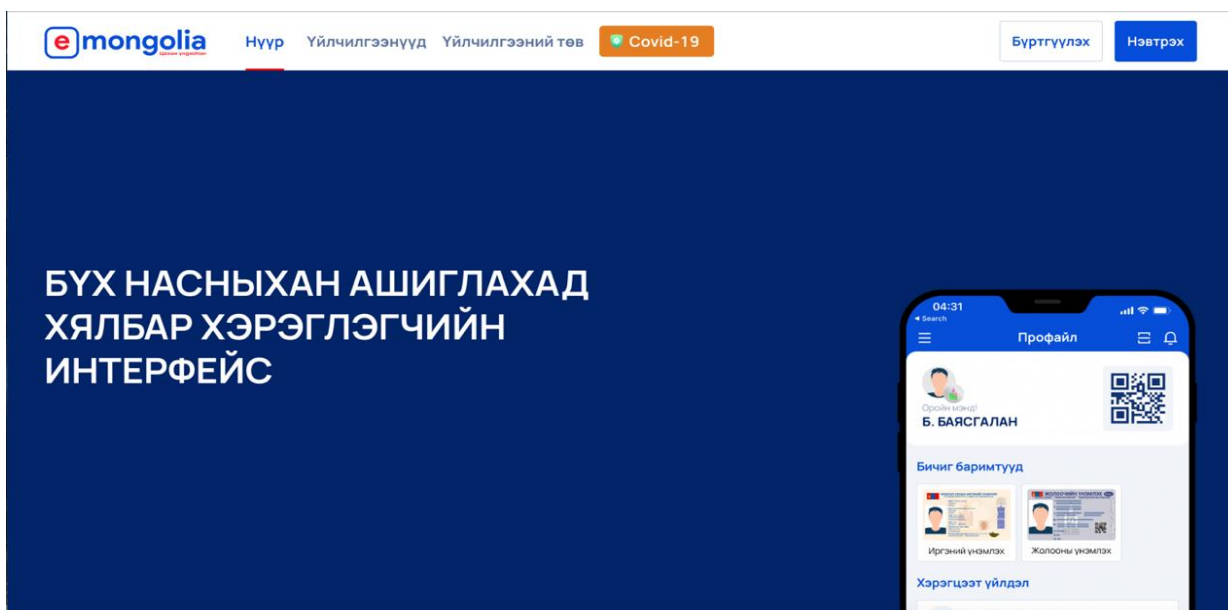 e mongolia
Нүүр Үйлчилгээнүүд Үйлчилгээний төв Covid-19 Бүртгүүлэх Нэвтрэх
БҮХ НАСНЫХАН АШИГЛАХАД
ХЯЛБАР ХЭРЭГЛЭГЧИЙН
ИНТЕРФЕЙС
04:31
Search
Профайл
Оройн мэнд!
Б. БАЯСГАЛАН
Бичиг баримтууд
Иргэний үнэмлэх Жолооны үнэмлэх
Хэрэгцээт үйлдэл